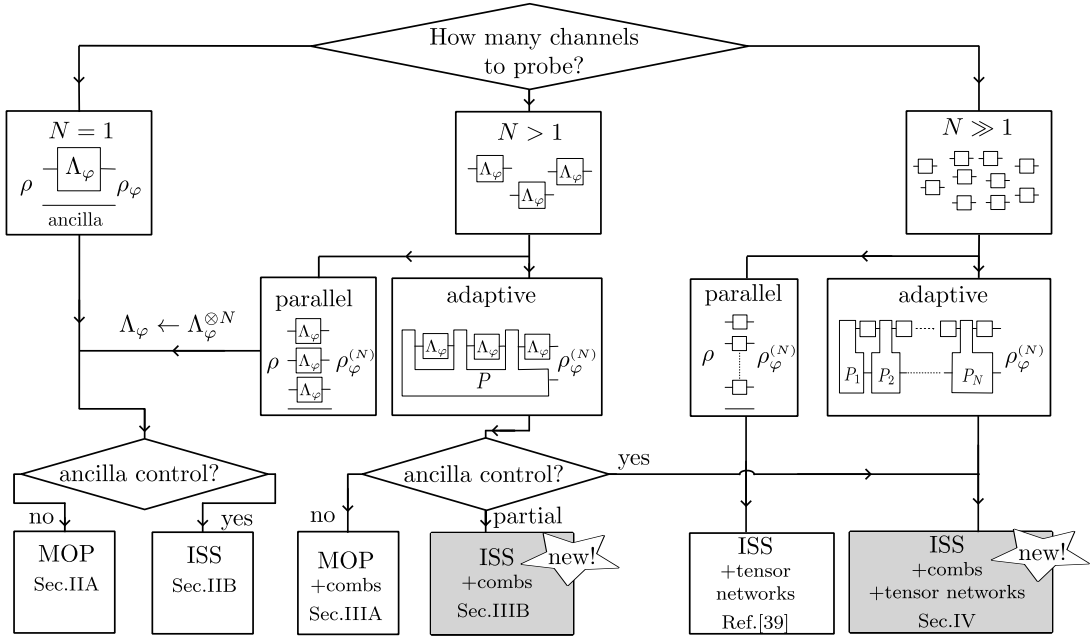 How many channels
to probe?
N = 1
Λφ
ρ
ρφ
ancilla
N > 1
Λφ
Λφ
Λφ
N ≫ 1
Λφ ← Λφ⊗N
parallel
Λφ
ρ
Λφ
ρφ(N)
Λφ
adaptive
Λφ
Λφ
Λφ
ρφ(N)
P
parallel
ρ
ρφ(N)
adaptive
P1
P2
PN
ρφ(N)
ancilla control?
no
yes
ancilla control?
yes
no
partial
MOP
Sec.IIA
ISS
Sec.IIB
MOP
+combs
Sec.IIIA
ISS
+combs
Sec.IIIB
new!
ISS
+tensor
networks
Ref.[39]
ISS
+combs
+tensor networks
Sec.IV
new!